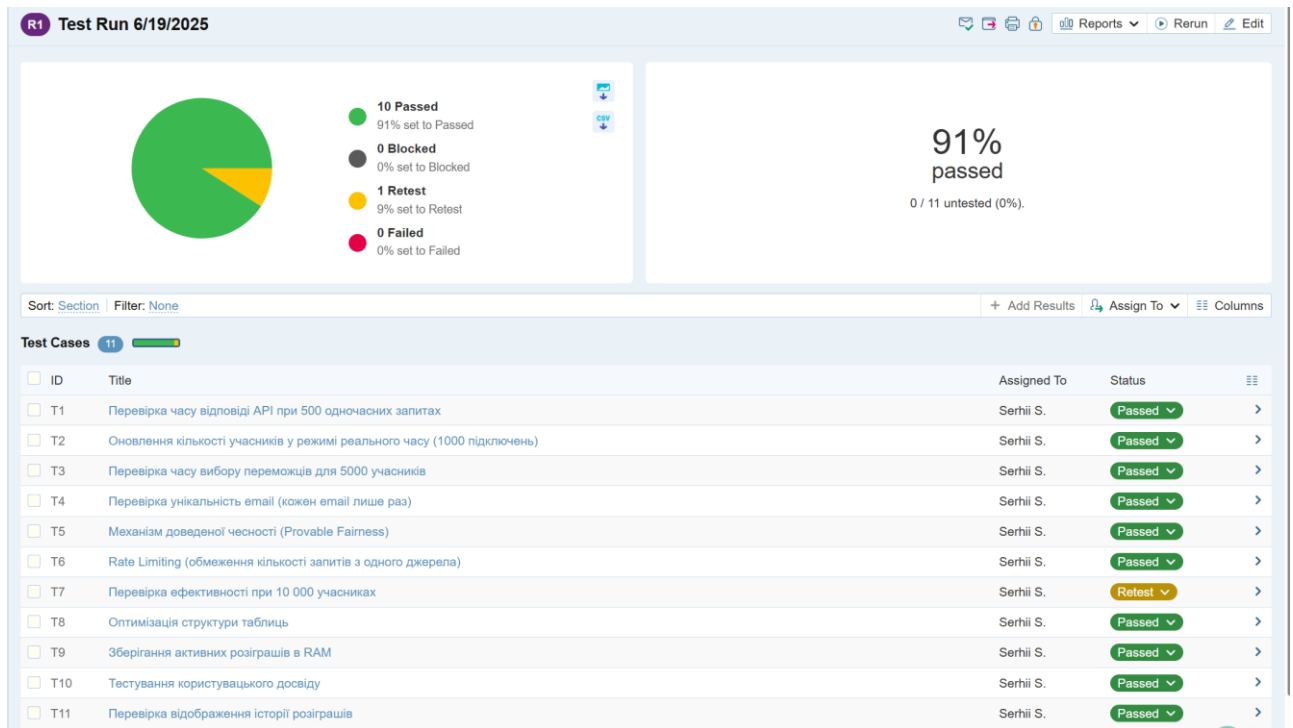 R1 Test Run 6/19/2025
Reports Rerun Edit
10 Passed
91% set to Passed
0 Blocked
0% set to Blocked
1 Retest
9% set to Retest
0 Failed
0% set to Failed
CSV
91%
passed
0 / 11 untested (0%).
Sort: Section Filter: None + Add Results Assign To Columns
Test Cases 11
ID Title Assigned To Status
T1 Перевірка часу відповіді API при 500 одночасних запитах Serhii S. Passed
T2 Оновлення кількості учасників у режимі реального часу (1000 підключень) Serhii S. Passed
T3 Перевірка часу вибору переможців для 5000 учасників Serhii S. Passed
T4 Перевірка унікальність email (кожен email лише раз) Serhii S. Passed
T5 Механізм доведеної чесності (Provable Fairness) Serhii S. Passed
T6 Rate Limiting (обмеження кількості запитів з одного джерела) Serhii S. Passed
T7 Перевірка ефективності при 10 000 учасниках Serhii S. Retest
T8 Оптимізація структури таблиць Serhii S. Passed
T9 Зберігання активних розіграшів в RAM Serhii S. Passed
T10 Тестування користувацького досвіду Serhii S. Passed
T11 Перевірка відображення історії розіграшів Serhii S. Passed